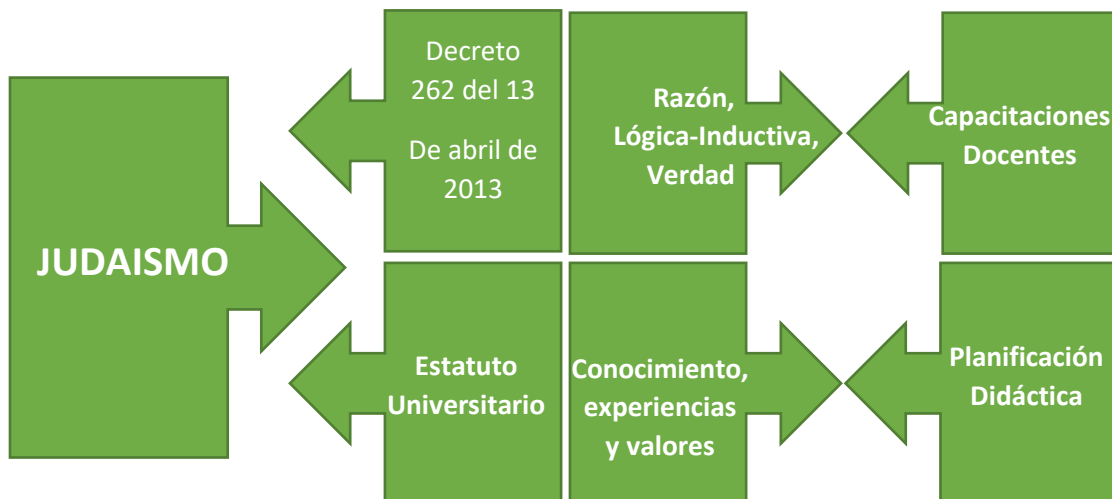 JUDAISMO
Decreto
262 del 13
De abril de
2013
Razón,
Lógica-Inductiva,
Verdad
Capacitaciones
Docentes
Estatuto
Universitario
Conocimiento,
experiencias
y valores
Planificación
Didáctica